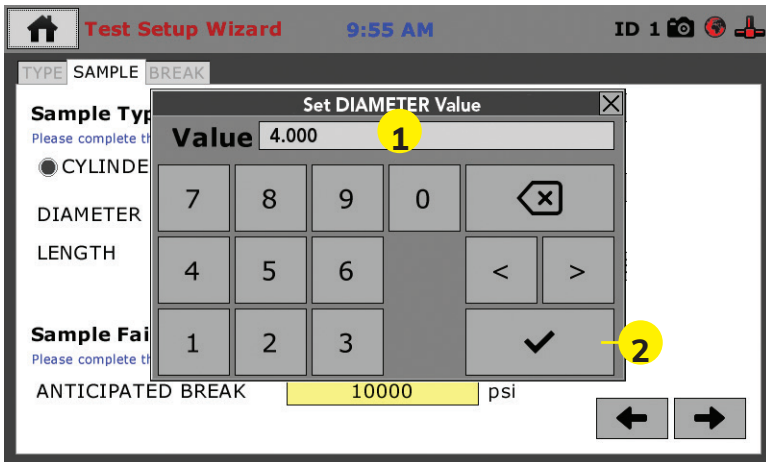 Test Setup Wizard 9:55 AM ID 1
TYPE SAMPLE BREAK
Set DIAMETER Value
Sample Typ
Value 4.000 1
Please complete th
CYLINDE
7 8 9 0
DIAMETER
LENGTH
4 5 6 < >
Sample Fai
1 2 3 2
Please complete th
ANTICIPATED BREAK 10000 psi